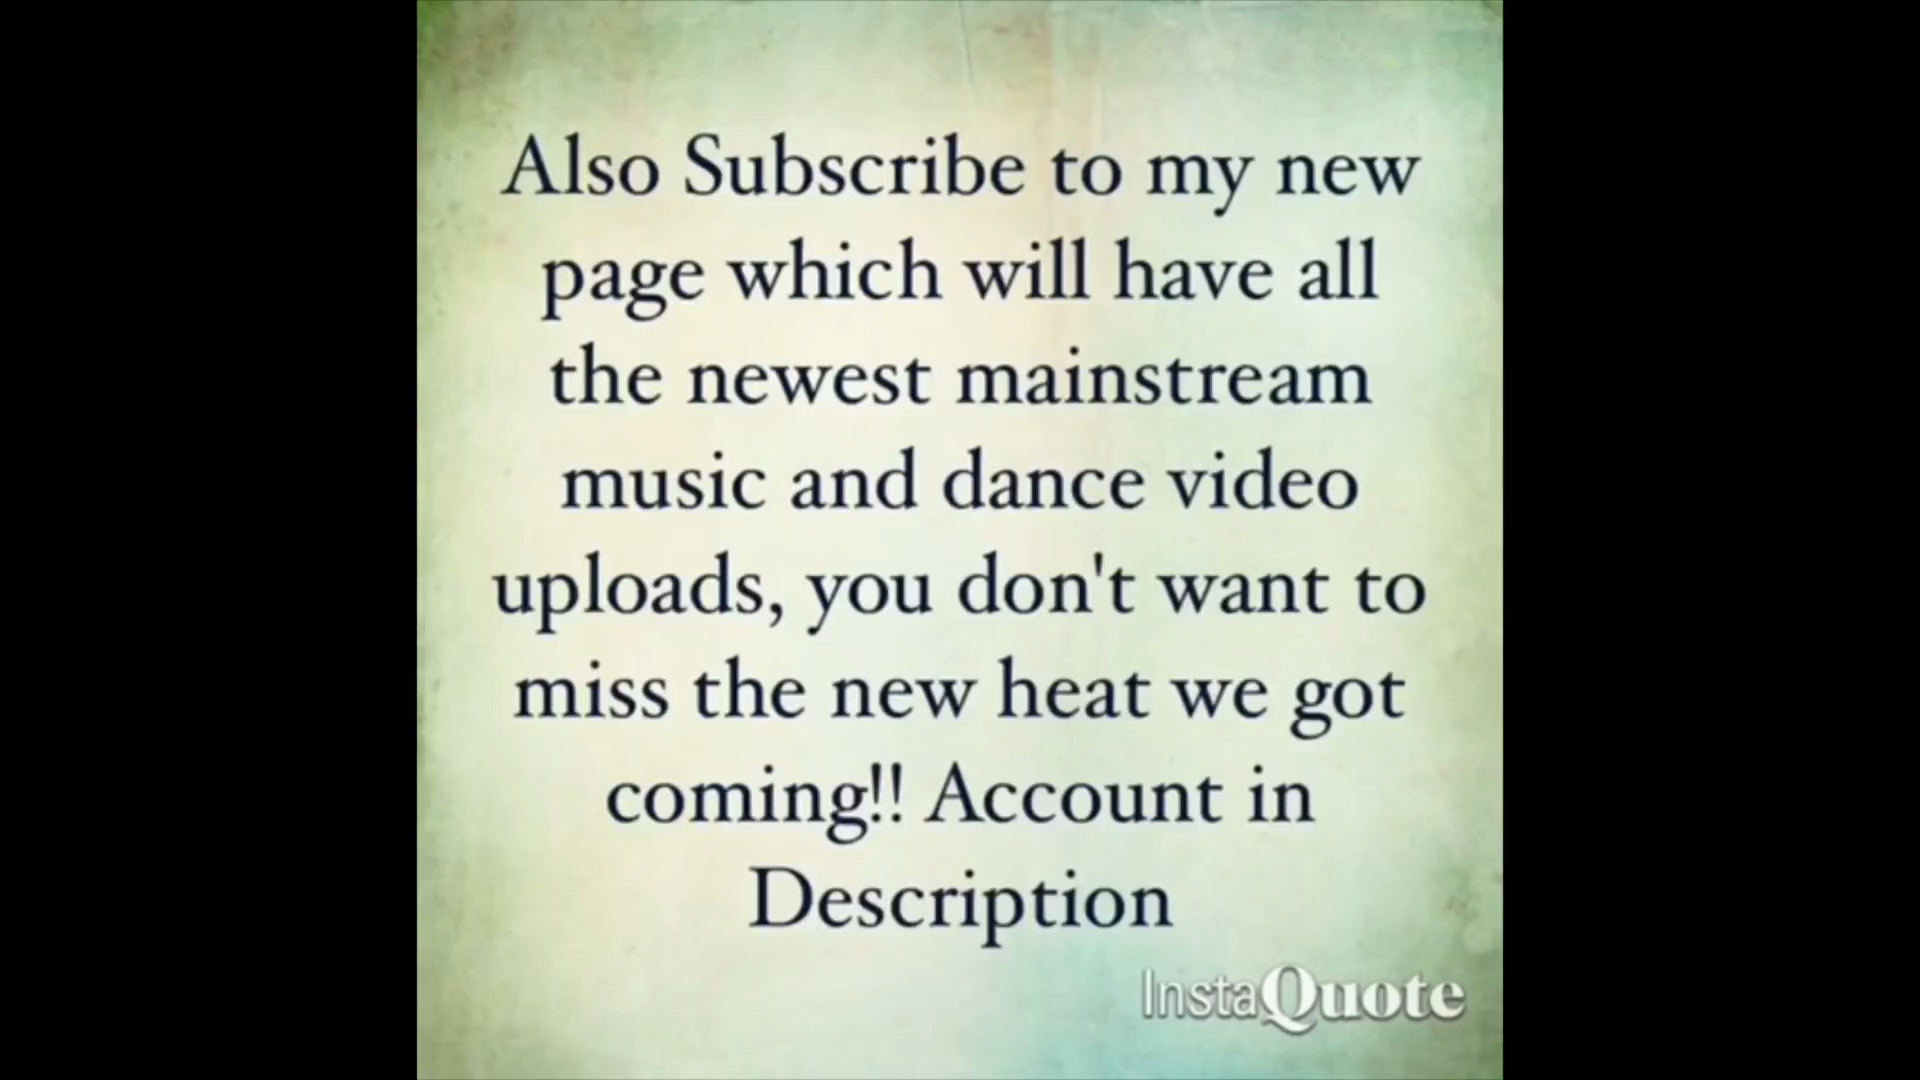 Also Subscribe to my new
page which will have all
the newest mainstream
music and dance video
uploads, you don't want to
miss the new heat we got
coming!! Account in
Description
InstaQuote